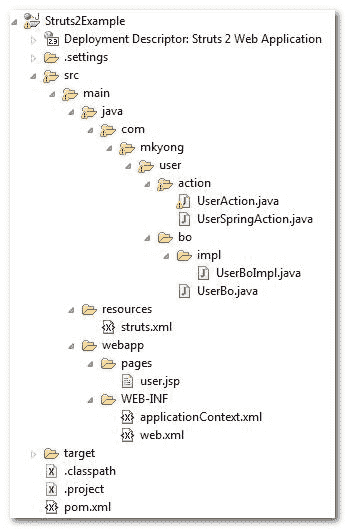 Struts2Example
Deployment Descriptor: Struts 2 Web Application
.settings
src
main
java
com
mkyong
user
action
UserAction.java
UserSpringAction.java
bo
impl
UserBoImpl.java
UserBo.java
resources
struts.xml
webapp
pages
user.jsp
WEB-INF
applicationContext.xml
web.xml
target
.classpath
.project
pom.xml